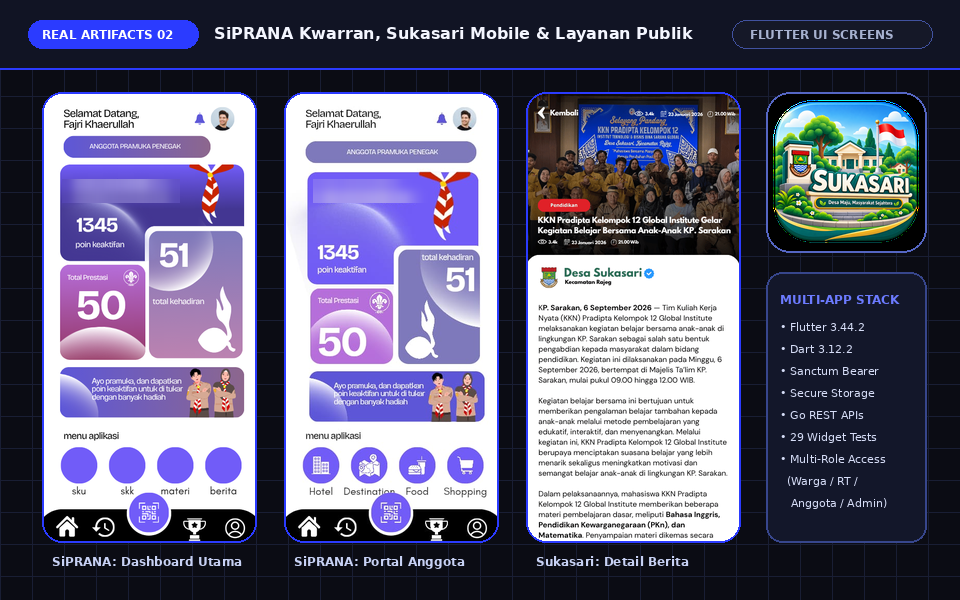 REAL ARTIFACTS 02
SiPRANA Kwarran, Sukasari Mobile & Layanan Publik
FLUTTER UI SCREENS
Selamat Datang,
Fajri Khaerullah
ANGGOTA PRAMUKA PENEGAK
1345
poin keaktifan
51
total kehadiran
Total Prestasi
50
Ayo pramuka, dan dapatkan
poin keaktifan untuk di tukar
dengan banyak hadiah
menu aplikasi
sku
skk
materi
berita
SiPRANA: Dashboard Utama
Selamat Datang,
Fajri Khaerullah
ANGGOTA PRAMUKA PENEGAK
1345
poin keaktifan
total kehadiran
51
Total Prestasi
50
Ayo pramuka, dan dapatkan
poin keaktifan untuk di tukar
dengan banyak hadiah
menu aplikasi
Hotel
Destination
Food
Shopping
SiPRANA: Portal Anggota
Kembali
3.4k
23 Januari 2026
21.00 Wib
Selayang Pandang
KKN PRADIPTA KELOMPOK 12
Pendidikan
KKN Pradipta Kelompok 12 Global Institute Gelar
Kegiatan Belajar Bersama Anak-Anak KP. Sarakan
3.4k
23 Januari 2026
21.00 Wib
Desa Sukasari
Kecamatan Rajeg
KP. Sarakan, 6 September 2026 — Tim Kuliah Kerja
Nyata (KKN) Pradipta Kelompok 12 Global Institute
melaksanakan kegiatan belajar bersama anak-anak di
lingkungan KP. Sarakan sebagai salah satu bentuk
pengabdian kepada masyarakat dalam bidang
pendidikan. Kegiatan ini dilaksanakan pada Minggu, 6
September 2026, bertempat di Majelis Ta'lim KP.
Sarakan, mulai pukul 09.00 hingga 12.00 WIB.
Kegiatan belajar bersama ini bertujuan untuk
memberikan pengalaman belajar tambahan kepada
anak-anak melalui metode pembelajaran yang
edukatif, interaktif, dan menyenangkan. Melalui
kegiatan ini, KKN Pradipta Kelompok 12 Global Institute
berupaya menciptakan suasana belajar yang lebih
menarik sekaligus meningkatkan motivasi dan
semangat belajar anak-anak di lingkungan KP. Sarakan.
Dalam pelaksanaannya, mahasiswa KKN Pradipta
Kelompok 12 Global Institute memberikan beberapa
materi pembelajaran dasar, meliputi Bahasa Inggris,
Pendidikan Kewarganegaraan (PKn), dan
Matematika. Penyampaian materi dikemas secara
Sukasari: Detail Berita
SUKASARI
Desa Maju, Masyarakat Sejahtera
MULTI-APP STACK
• Flutter 3.44.2
• Dart 3.12.2
• Sanctum Bearer
• Secure Storage
• Go REST APIs
• 29 Widget Tests
• Multi-Role Access
(Warga / RT /
Anggota / Admin)